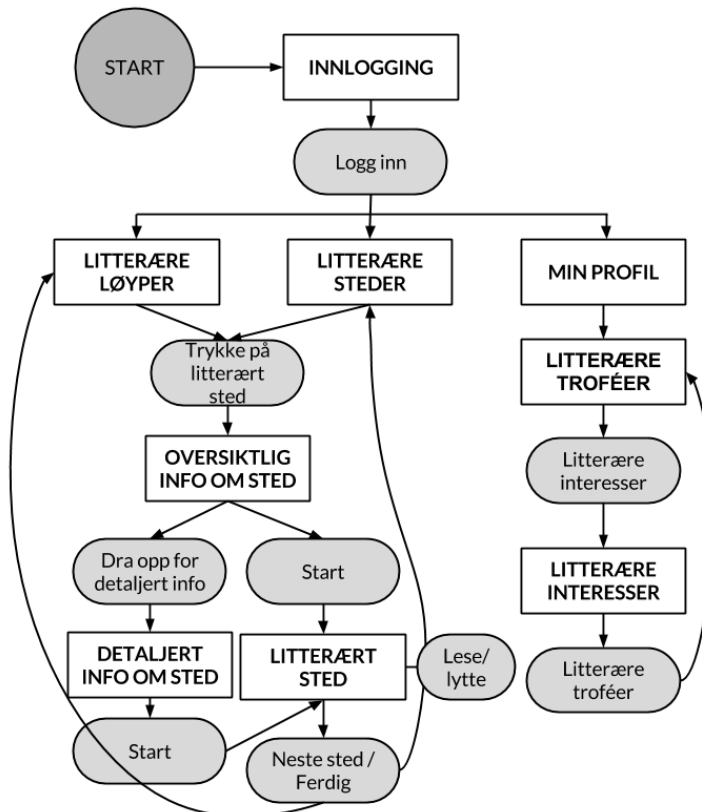 START
INNLOGGING
Logg inn
LITTERÆRE
LØYPER
LITTERÆRE
STEDER
MIN PROFIL
Trykke på
litterært
sted
LITTERÆRE
TROFÉER
OVERSIKTLIG
INFO OM STED
Litterære
interesser
Dra opp for
detaljert info
Start
LITTERÆRE
INTERESSER
DETALJERT
INFO OM STED
LITTERÆRT
STED
Lese/
lytte
Litterære
troféer
Start
Neste sted /
Ferdig